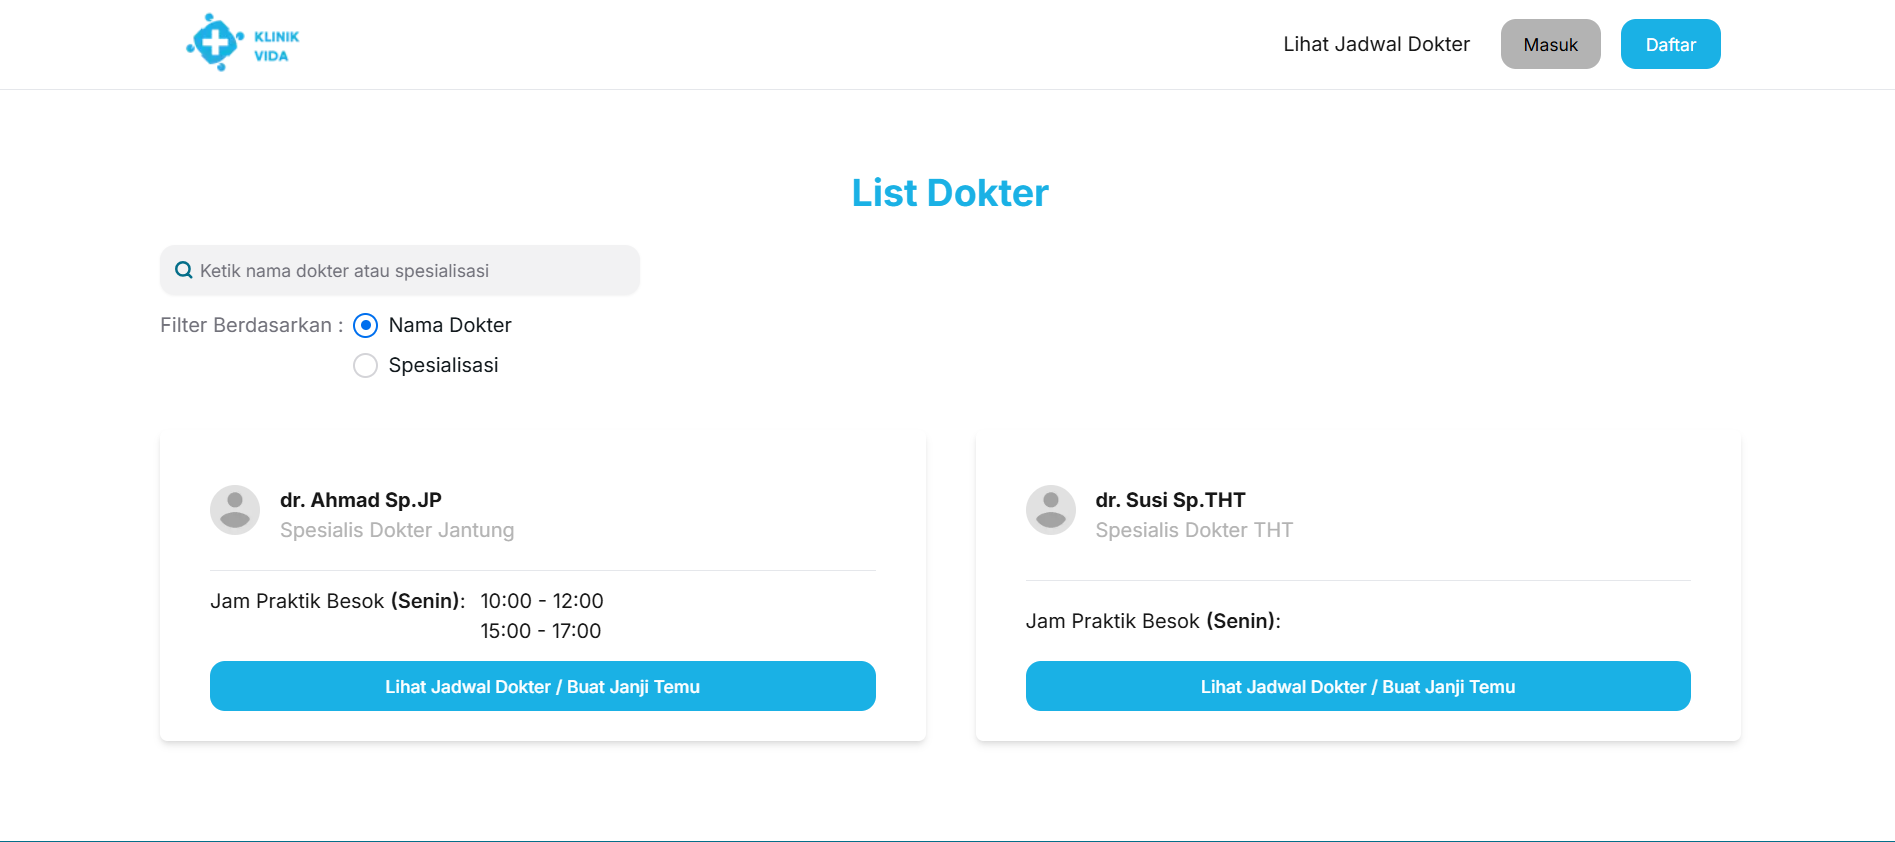 KLINIK
VIDA
Lihat Jadwal Dokter
Masuk
Daftar
List Dokter
Ketik nama dokter atau spesialisasi
Filter Berdasarkan :
Nama Dokter
Spesialisasi
dr. Ahmad Sp.JP
Spesialis Dokter Jantung
Jam Praktik Besok (Senin): 10:00 - 12:00
15:00 - 17:00
Lihat Jadwal Dokter / Buat Janji Temu
dr. Susi Sp.THT
Spesialis Dokter THT
Jam Praktik Besok (Senin):
Lihat Jadwal Dokter / Buat Janji Temu